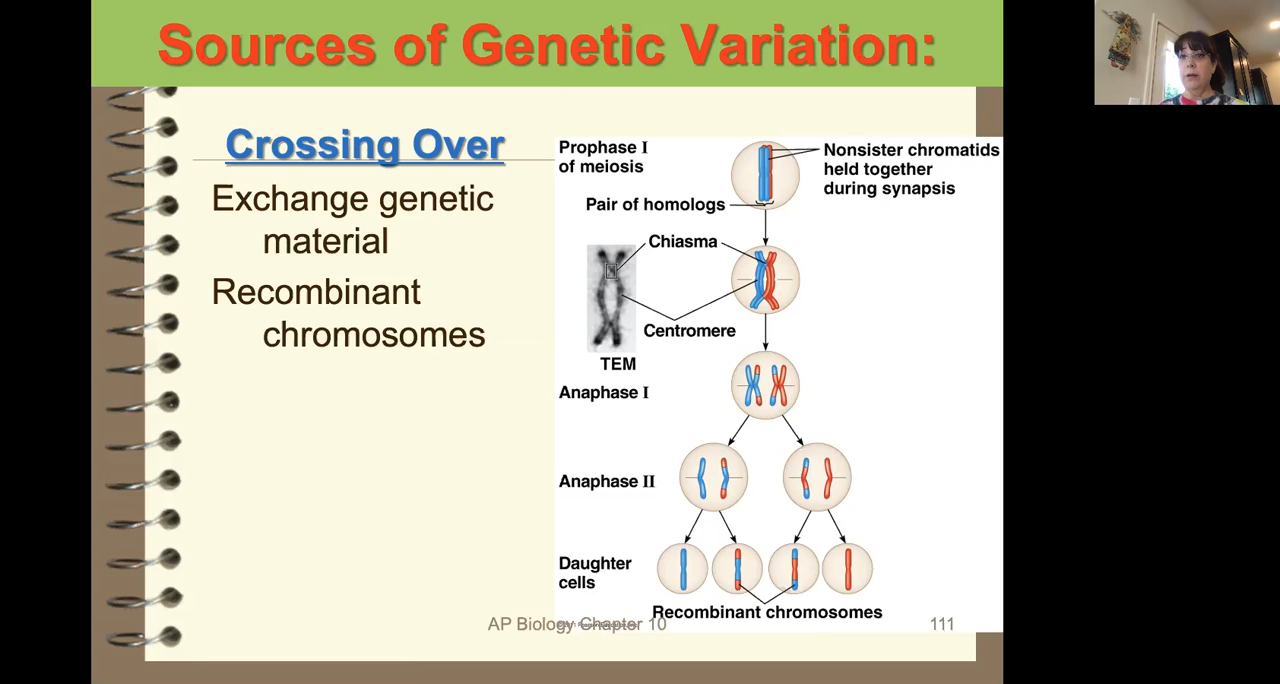 Sources of Genetic Variation:
Crossing Over
Exchange genetic
material
Recombinant
chromosomes
Prophase I
of meiosis
Nonsister chromatids
held together
during synapsis
Pair of homologs
Chiasma
Centromere
TEM
Anaphase I
Anaphase II
Daughter
cells
Recombinant chromosomes
AP Biology Chapter 10
111